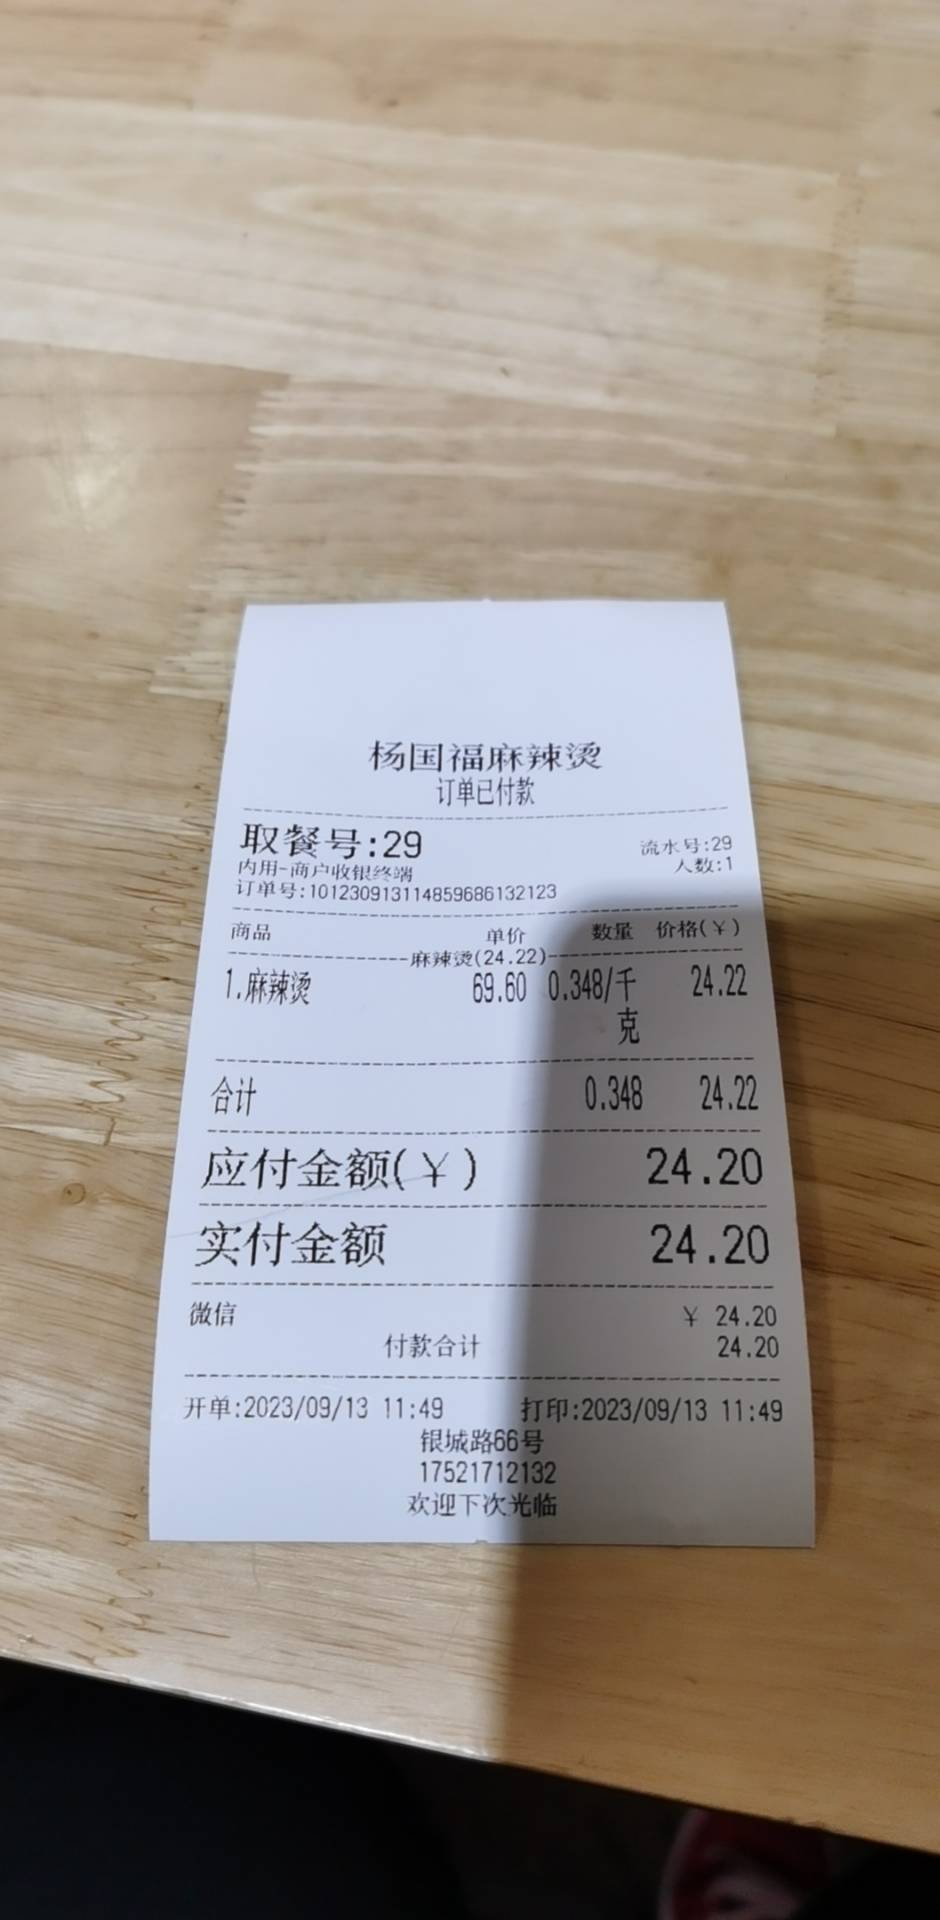 杨国福麻辣烫
订单已付款
取餐号:29 流水号:29
内用-商户收银终端 人数:1
订单号:101230913114859686132123
商品 单价 数量 价格(￥)
麻辣烫(24.22)
1.麻辣烫 69.60 0.348/千 24.22
克
合计 0.348 24.22
应付金额(￥) 24.20
实付金额 24.20
微信 ￥ 24.20
付款合计 24.20
开单:2023/09/13 11:49 打印:2023/09/13 11:49
银城路66号
17521712132
欢迎下次光临